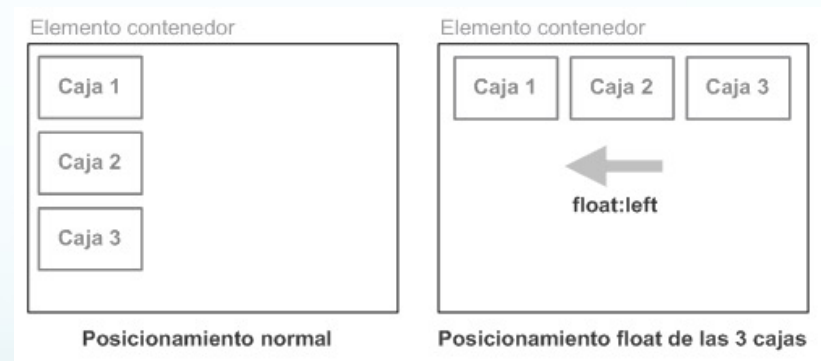 Elemento contenedor
Caja 1
Caja 2
Caja 3
Posicionamiento normal
Elemento contenedor
Caja 1 Caja 2 Caja 3
float:left
Posicionamiento float de las 3 cajas